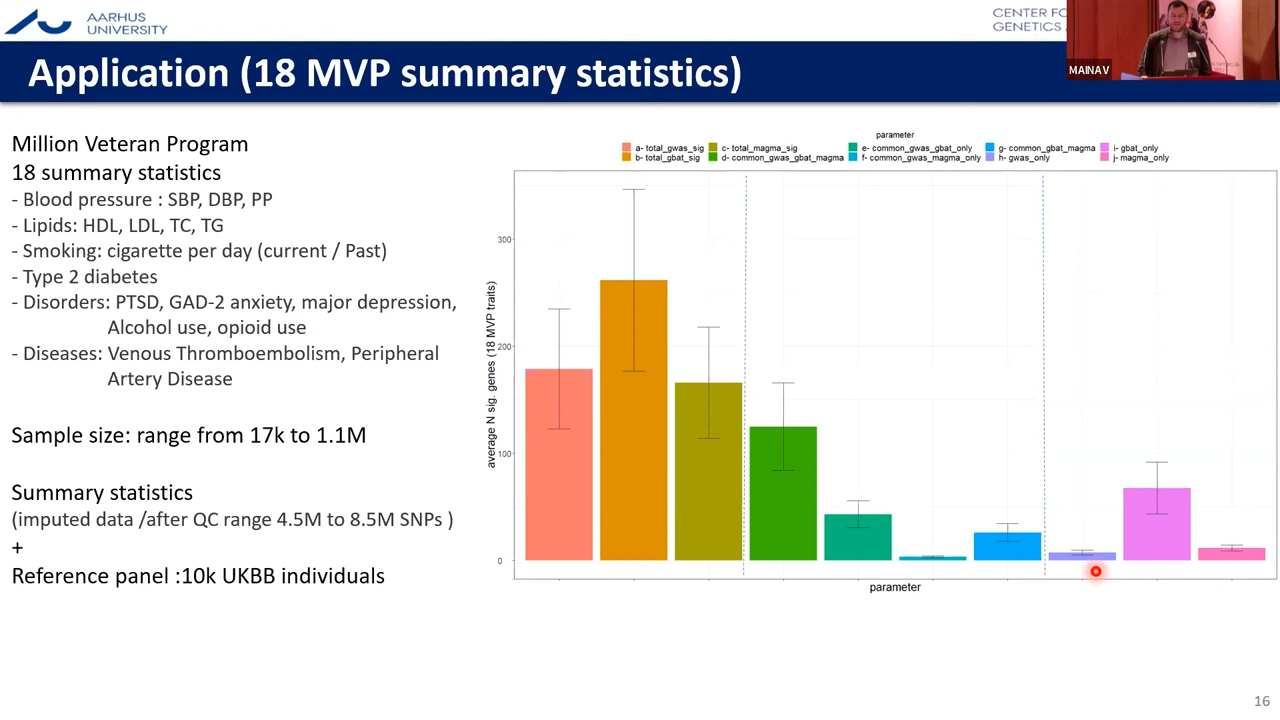 AARHUS
UNIVERSITY
CENTER FO
GENETICS
MAINAV
Application (18 MVP summary statistics)
Million Veteran Program
18 summary statistics
- Blood pressure : SBP, DBP, PP
- Lipids: HDL, LDL, TC, TG
- Smoking: cigarette per day (current / Past)
- Type 2 diabetes
- Disorders: PTSD, GAD-2 anxiety, major depression,
Alcohol use, opioid use
- Diseases: Venous Thromboembolism, Peripheral
Artery Disease
Sample size: range from 17k to 1.1M
Summary statistics
(imputed data /after QC range 4.5M to 8.5M SNPs )
+
Reference panel :10k UKBB individuals
parameter
a- total_gwas_sig c- total_magma_sig e- common_gwas_gbat_only g- common_gbat_magma i- gbat_only
b- total_gbat_sig d- common_gwas_gbat_magma f- common_gwas_magma_only h- gwas_only j- magma_only
average N sig. genes (18 MVP traits)
300
200
100
0
parameter
16